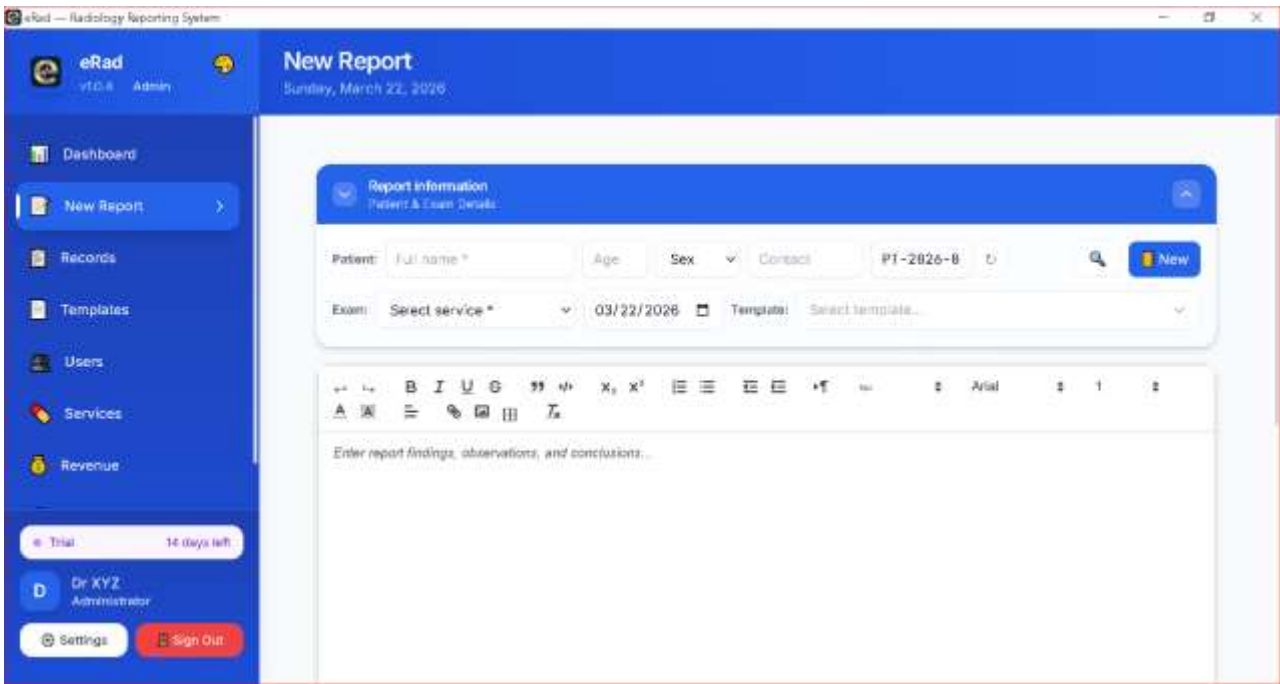 eRad — Radiology Reporting System
eRad
v1.0.8 Admin
New Report
Sunday, March 22, 2026
Dashboard
New Report
Records
Templates
Users
Services
Revenue
Trial 14 days left
D
Dr XYZ
Administrator
Settings
Sign Out
Report information
Patient & Exam Details
Patient: Full name * Age Sex Contact PT-2026-8 New
Exam: Select service * 03/22/2026 Template: Select template...
Arial 1
Enter report findings, observations, and conclusions...